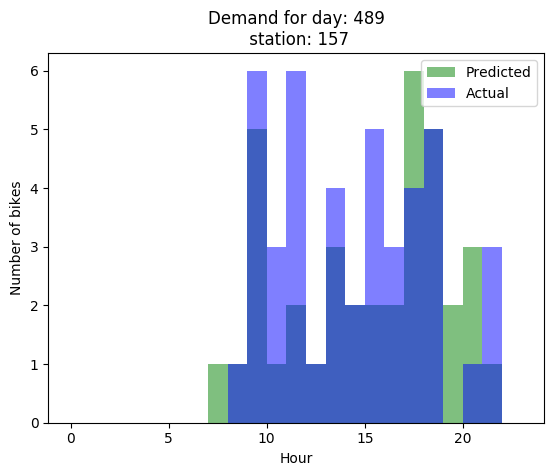 Demand for day: 489
station: 157
Predicted
Actual
Number of bikes
6
5
4
3
2
1
0
0 5 10 15 20
Hour